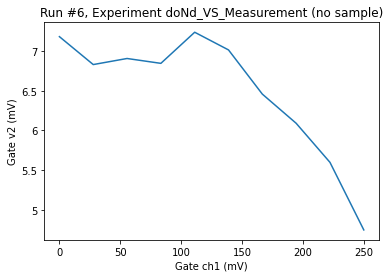 Run #6, Experiment doNd_VS_Measurement (no sample)
7
6.5
6
5.5
5
Gate v2 (mV)
0 50 100 150 200 250
Gate ch1 (mV)